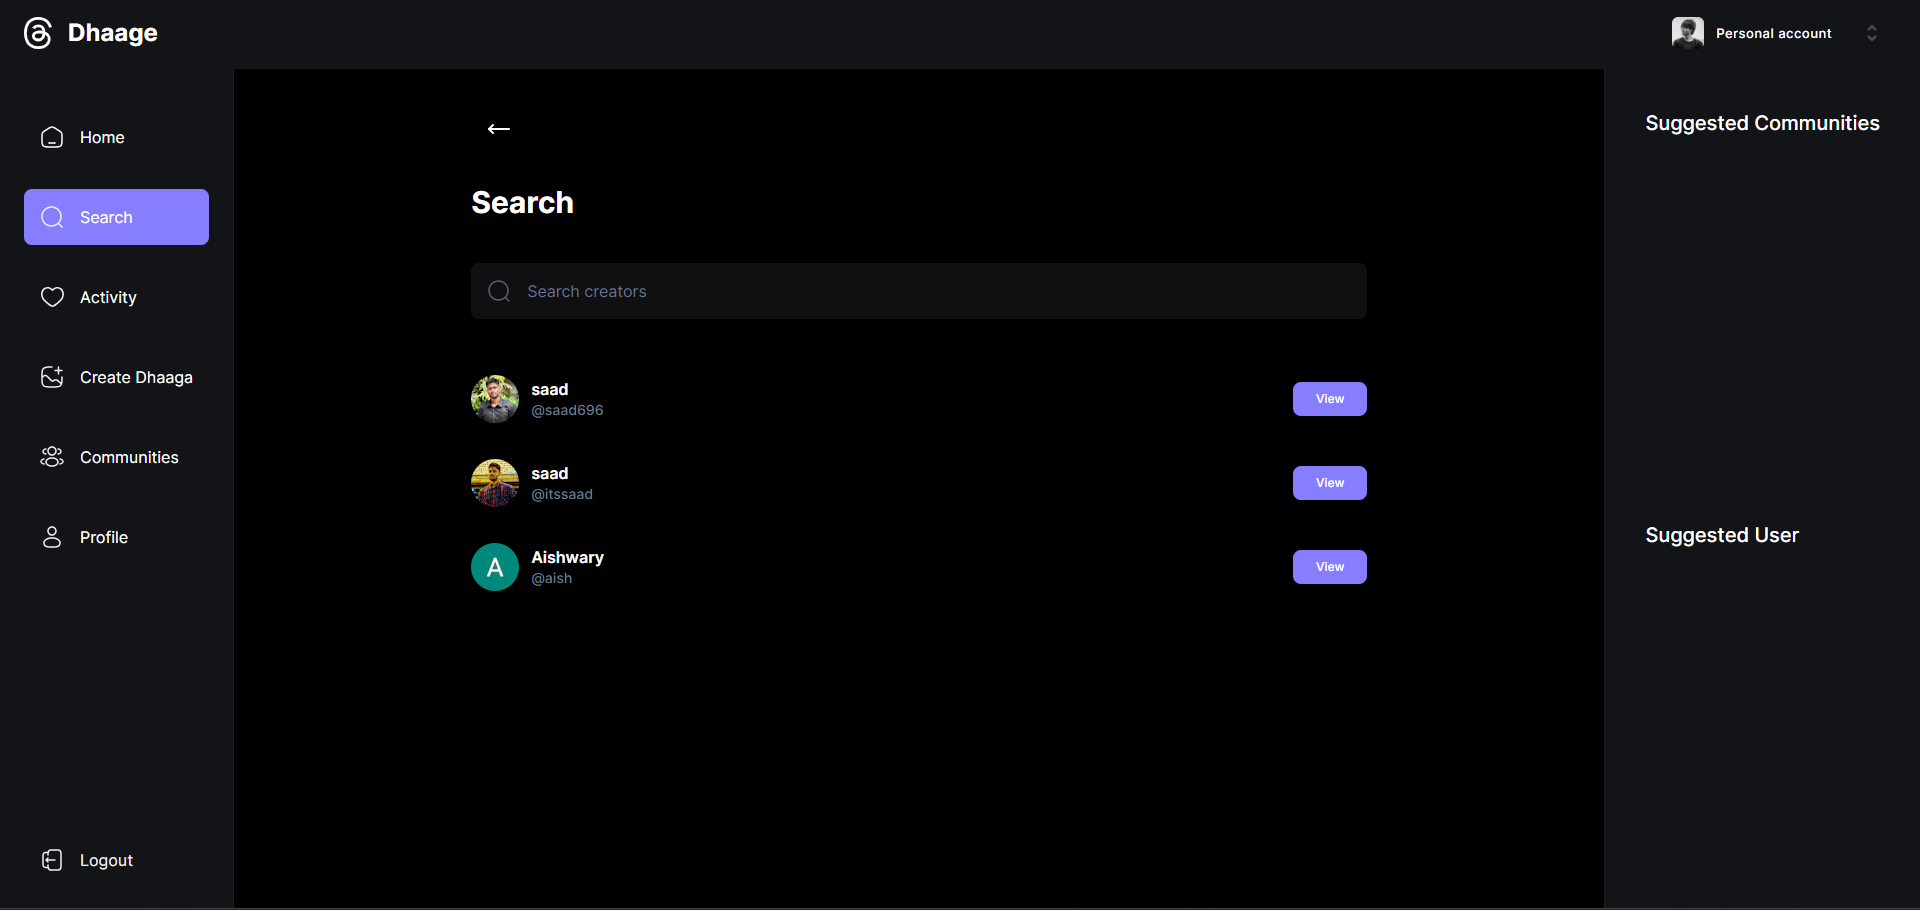 Dhaage
Personal account
Home
Search
Activity
Create Dhaaga
Communities
Profile
Logout
Search
Search creators
saad
@saad696
View
saad
@itssaad
View
A
Aishwary
@aish
View
Suggested Communities
Suggested User